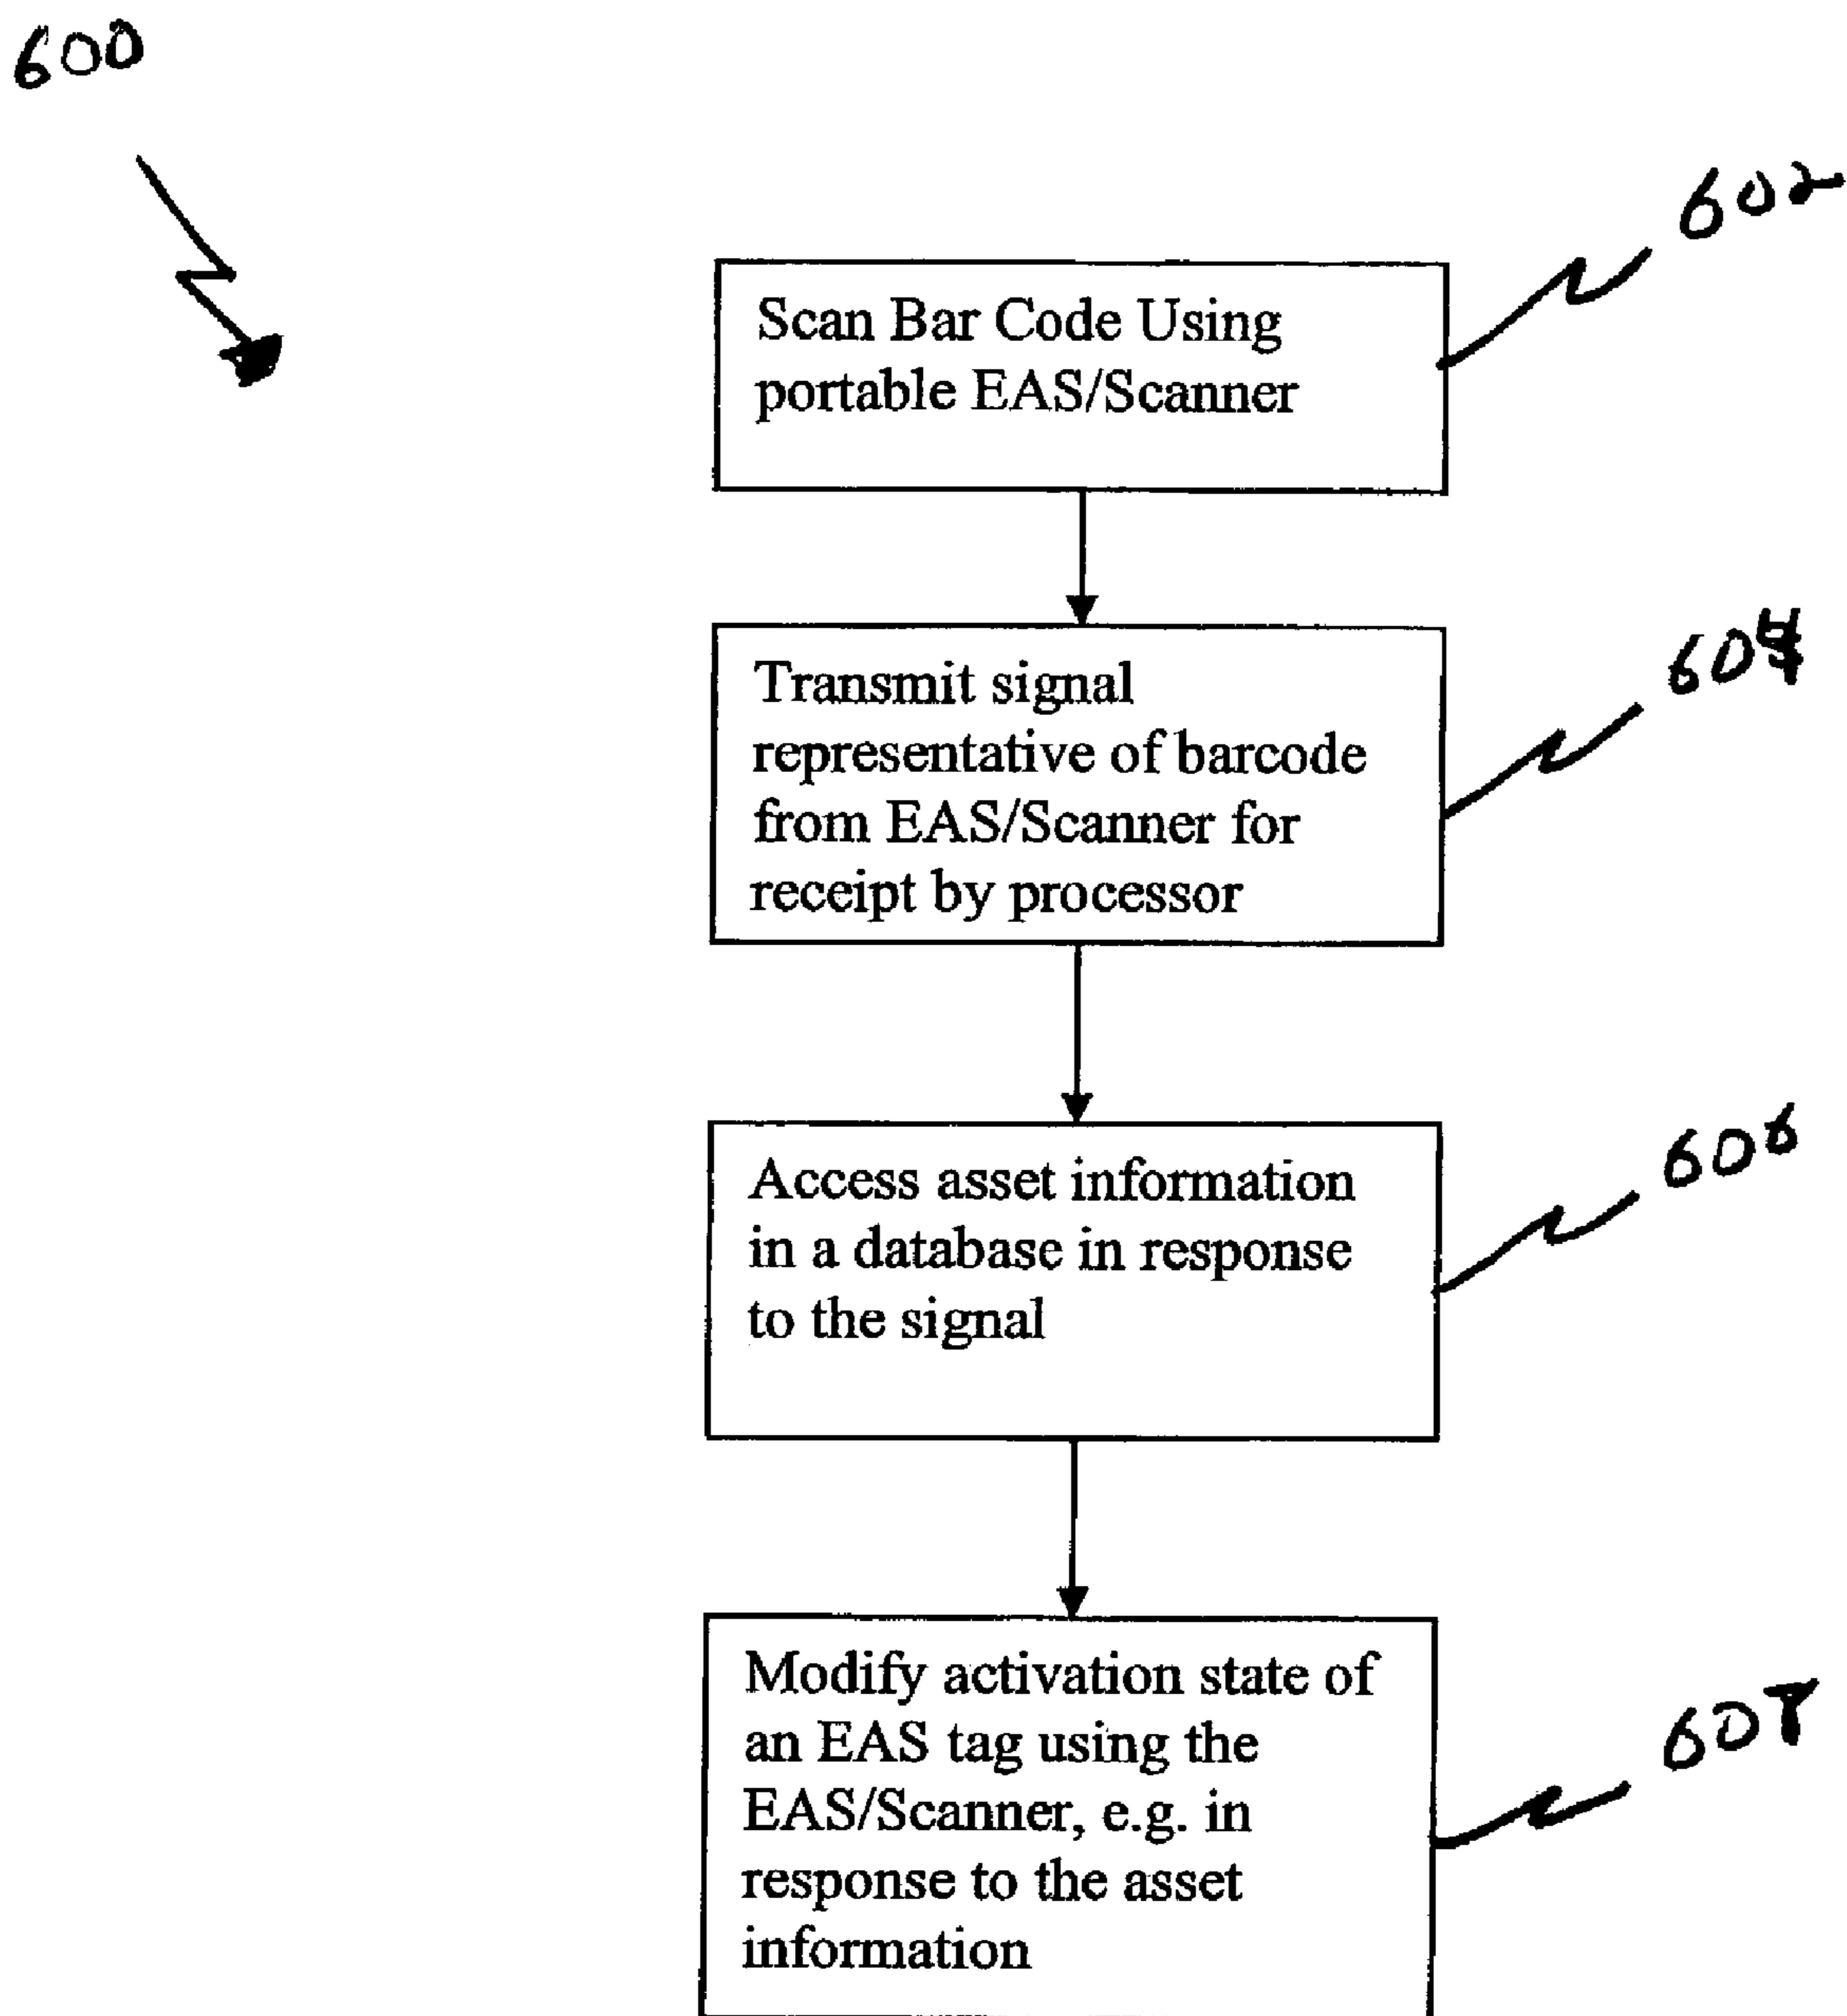 600
602
Scan Bar Code Using
portable EAS/Scanner
604
Transmit signal
representative of barcode
from EAS/Scanner for
receipt by processor
606
Access asset information
in a database in response
to the signal
Modify activation state of
an EAS tag using the
EAS/Scanner, e.g. in
response to the asset
information